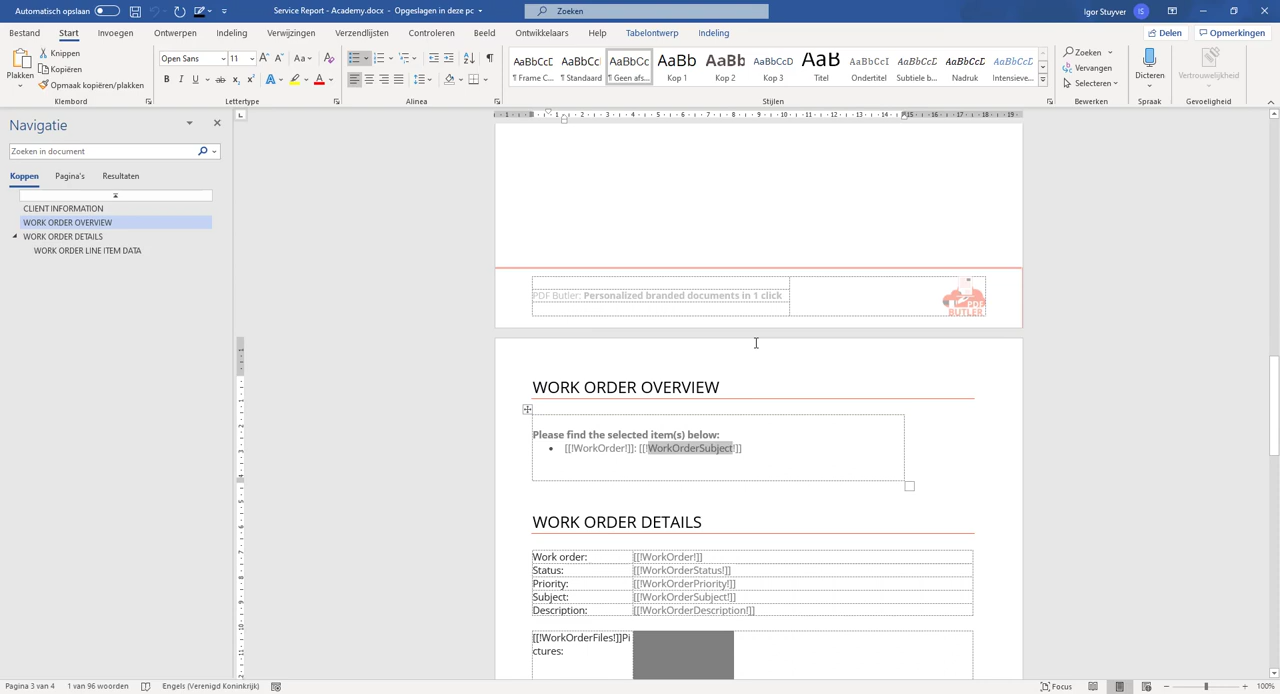 Automatisch opslaan
Service Report - Academy.docx • Opgeslagen in deze pc
Zoeken
Igor Stuyver
IS
Bestand Start Invoegen Ontwerpen Indeling Verwijzingen Verzendlijsten Controleren Beeld Ontwikkelaars Help Tabelontwerp Indeling
Delen Opmerkingen
Plakken
Knippen
Kopiëren
Opmaak kopiëren/plakken
Klembord
Open Sans 11
Lettertype
Alinea
AaBbCcC ¶ Frame C...
AaBbCc ¶ Standaard
AaBbCc ¶ Geen afs...
AaBb Kop 1
AaBb Kop 2
AaBbCcD Kop 3
AaB Titel
AaBbCcI Ondertitel
AaBbCcL Subtiele b...
AaBbCcL Nadruk
AaBbCcL Intensieve...
Stijlen
Zoeken
Vervangen
Selecteren
Bewerken
Dicteren
Spraak
Vertrouwelijkheid
Gevoeligheid
Navigatie
Zoeken in document
Koppen Pagina's Resultaten
CLIENT INFORMATION
WORK ORDER OVERVIEW
WORK ORDER DETAILS
WORK ORDER LINE ITEM DATA
PDF Butler: Personalized branded documents in 1 click
PDF
BUTLER
WORK ORDER OVERVIEW
Please find the selected item(s) below:
• [[!WorkOrder!]]: [[!WorkOrderSubject!]]
WORK ORDER DETAILS
Work order: [[!WorkOrder!]]
Status: [[!WorkOrderStatus!]]
Priority: [[!WorkOrderPriority!]]
Subject: [[!WorkOrderSubject!]]
Description: [[!WorkOrderDescription!]]
[[!WorkOrderFiles!]]Pi
ctures:
Pagina 3 van 4 1 van 96 woorden Engels (Verenigd Koninkrijk)
Focus
100%